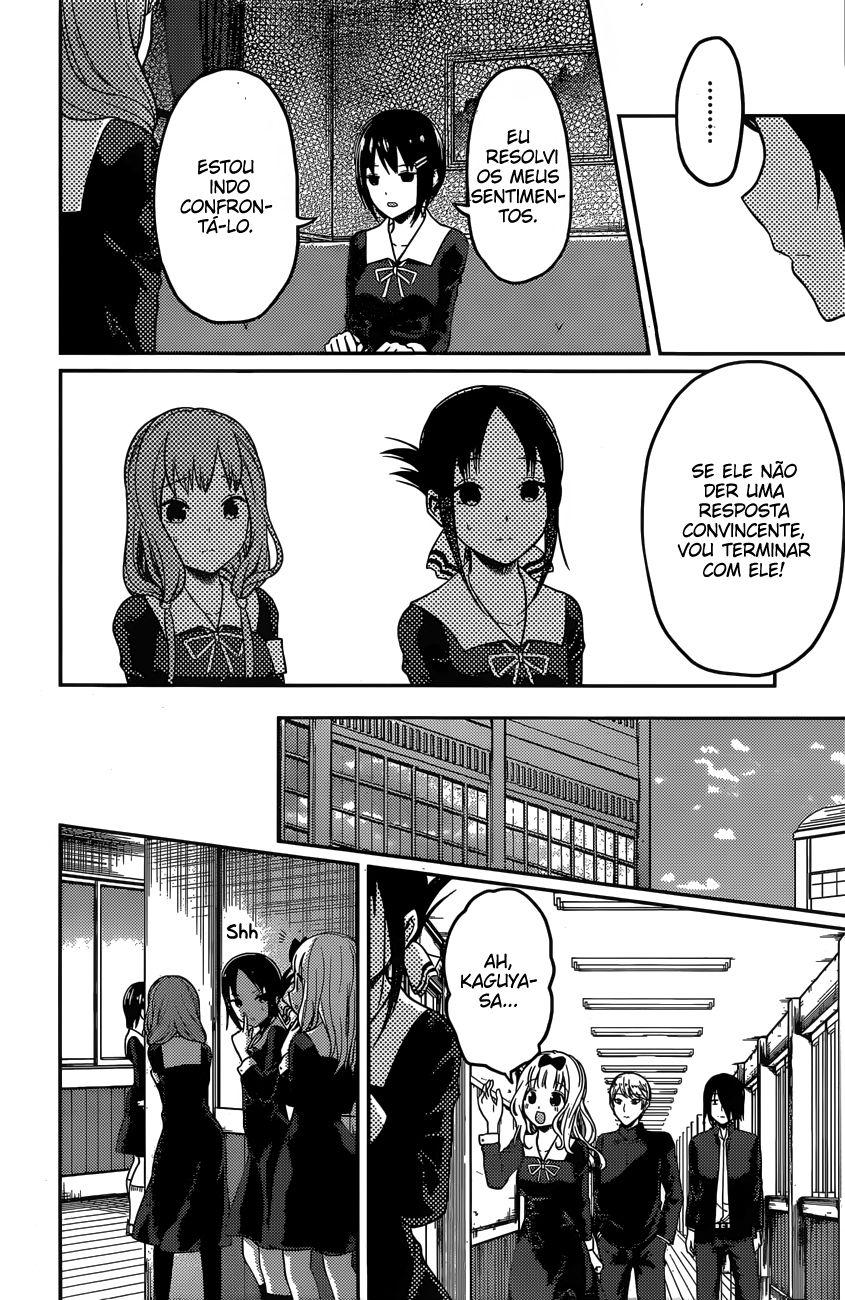 ........
EU
RESOLVI
OS MEUS
SENTIMEN-
TOS.
ESTOU
INDO
CONFRON-
TÁ-LO.
SE ELE NÃO
DER UMA
RESPOSTA
CONVINCENTE,
VOU TERMINAR
COM ELE!
AH,
KAGUYA-
SA...
Shh